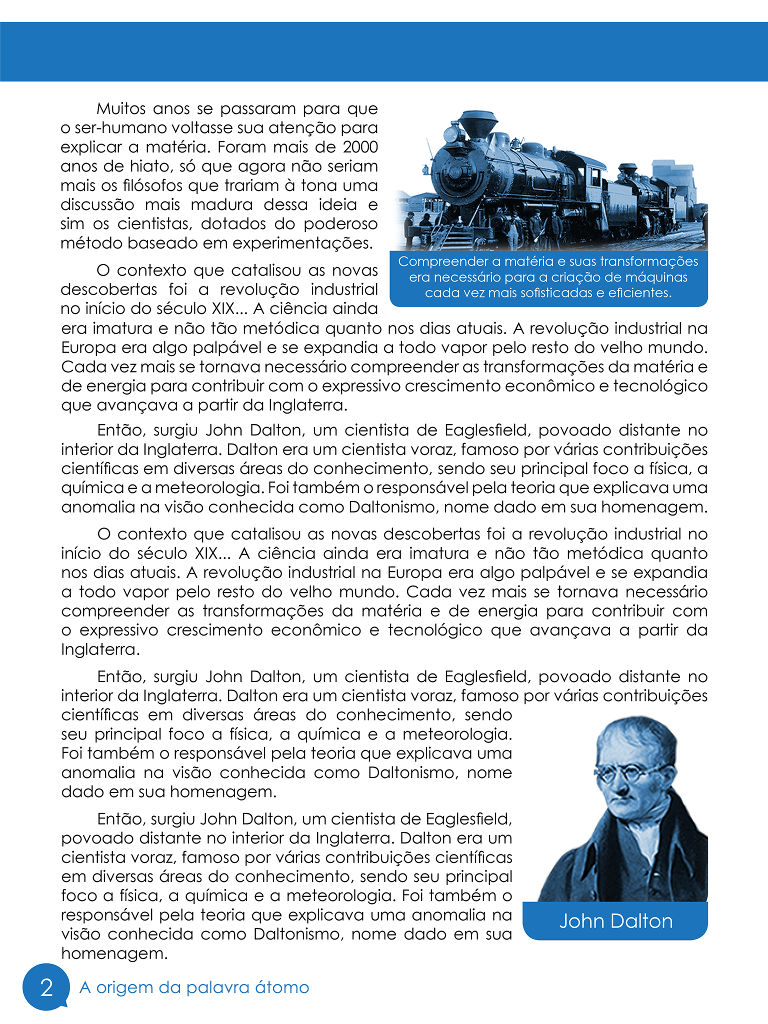 Muitos anos se passaram para que
o ser-humano voltasse sua atenção para
explicar a matéria. Foram mais de 2000
anos de hiato, só que agora não seriam
mais os filósofos que trariam à tona uma
discussão mais madura dessa ideia e
sim os cientistas, dotados do poderoso
método baseado em experimentações.
Compreender a matéria e suas transformações
era necessário para a criação de máquinas
cada vez mais sofisticadas e eficientes.
O contexto que catalisou as novas
descobertas foi a revolução industrial
no início do século XIX... A ciência ainda
era imatura e não tão metódica quanto nos dias atuais. A revolução industrial na
Europa era algo palpável e se expandia a todo vapor pelo resto do velho mundo.
Cada vez mais se tornava necessário compreender as transformações da matéria e
de energia para contribuir com o expressivo crescimento econômico e tecnológico
que avançava a partir da Inglaterra.
Então, surgiu John Dalton, um cientista de Eaglesfield, povoado distante no
interior da Inglaterra. Dalton era um cientista voraz, famoso por várias contribuições
científicas em diversas áreas do conhecimento, sendo seu principal foco a física, a
química e a meteorologia. Foi também o responsável pela teoria que explicava uma
anomalia na visão conhecida como Daltonismo, nome dado em sua homenagem.
O contexto que catalisou as novas descobertas foi a revolução industrial no
início do século XIX... A ciência ainda era imatura e não tão metódica quanto
nos dias atuais. A revolução industrial na Europa era algo palpável e se expandia
a todo vapor pelo resto do velho mundo. Cada vez mais se tornava necessário
compreender as transformações da matéria e de energia para contribuir com
o expressivo crescimento econômico e tecnológico que avançava a partir da
Inglaterra.
Então, surgiu John Dalton, um cientista de Eaglesfield, povoado distante no
interior da Inglaterra. Dalton era um cientista voraz, famoso por várias contribuições
científicas em diversas áreas do conhecimento, sendo
seu principal foco a física, a química e a meteorologia.
Foi também o responsável pela teoria que explicava uma
anomalia na visão conhecida como Daltonismo, nome
dado em sua homenagem.
Então, surgiu John Dalton, um cientista de Eaglesfield,
povoado distante no interior da Inglaterra. Dalton era um
cientista voraz, famoso por várias contribuições científicas
em diversas áreas do conhecimento, sendo seu principal
foco a física, a química e a meteorologia. Foi também o
responsável pela teoria que explicava uma anomalia na
visão conhecida como Daltonismo, nome dado em sua
homenagem.
John Dalton
2 A origem da palavra átomo